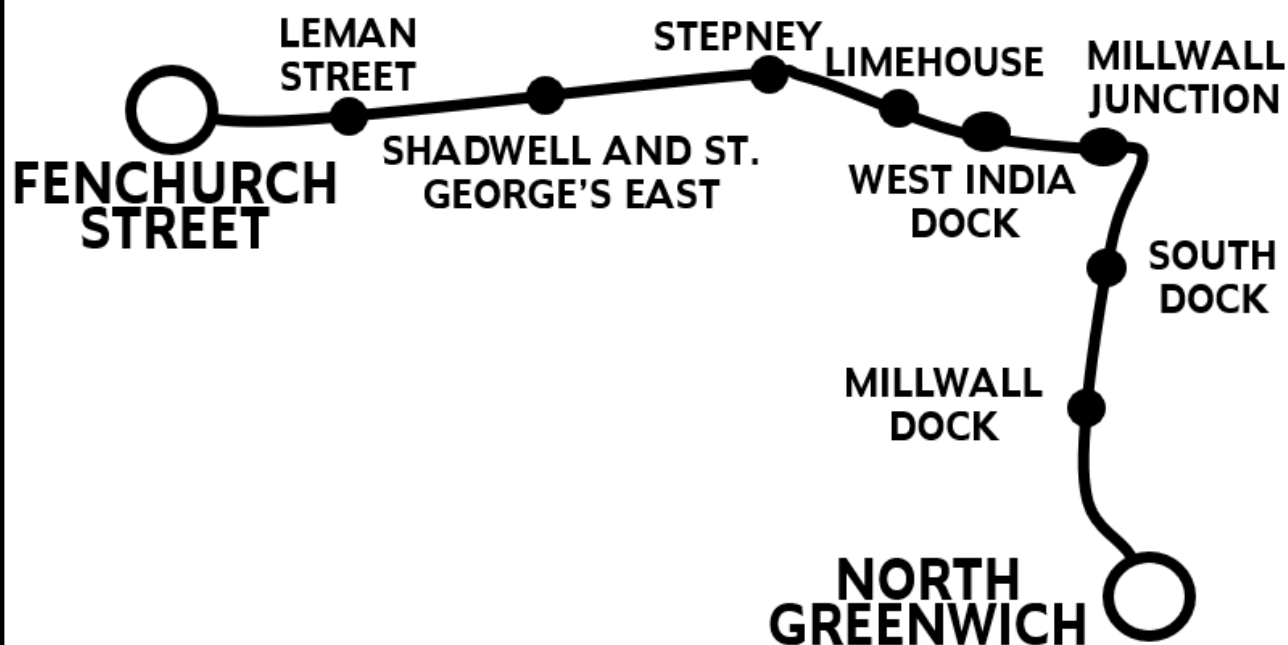 LEMAN
STREET
STEPNEY
LIMEHOUSE
MILLWALL
JUNCTION
FENCHURCH
STREET
SHADWELL AND ST.
GEORGE'S EAST
WEST INDIA
DOCK
SOUTH
DOCK
MILLWALL
DOCK
NORTH
GREENWICH